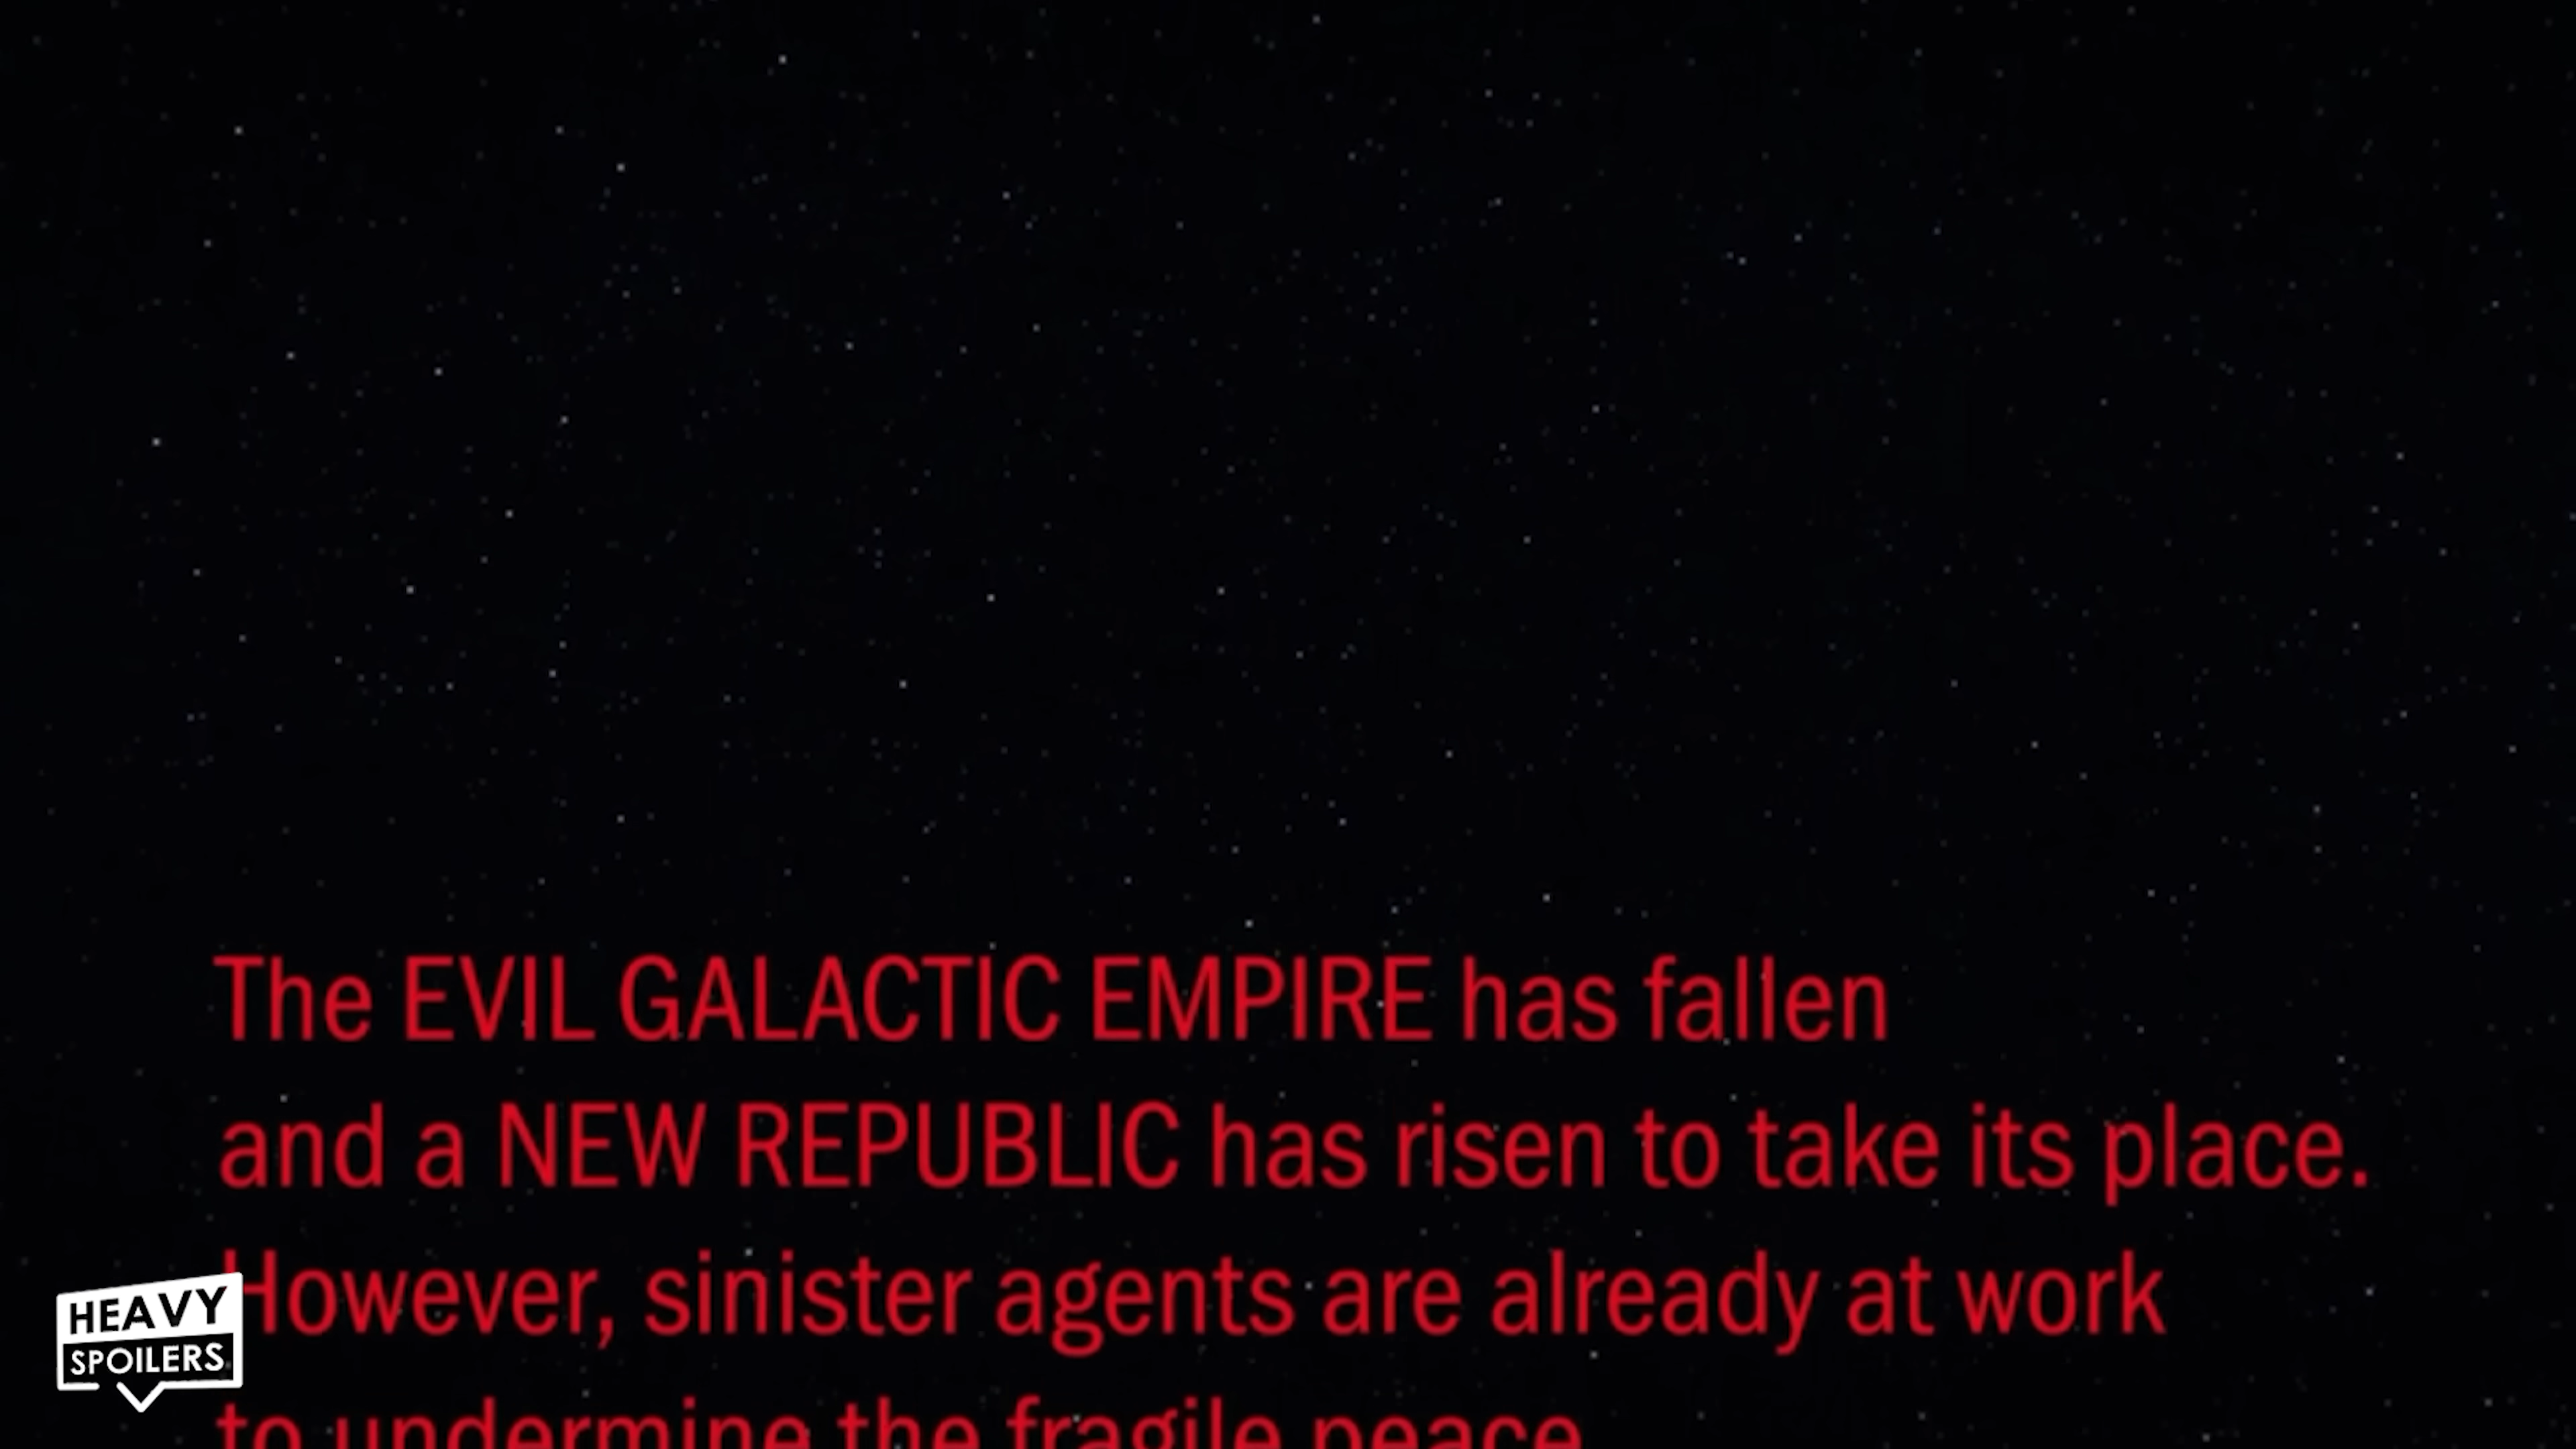 The EVIL GALACTIC EMPIRE has fallen
and a NEW REPUBLIC has risen to take its place.
However, sinister agents are already at work
to undermine the fragile peace
HEAVY
SPOILERS